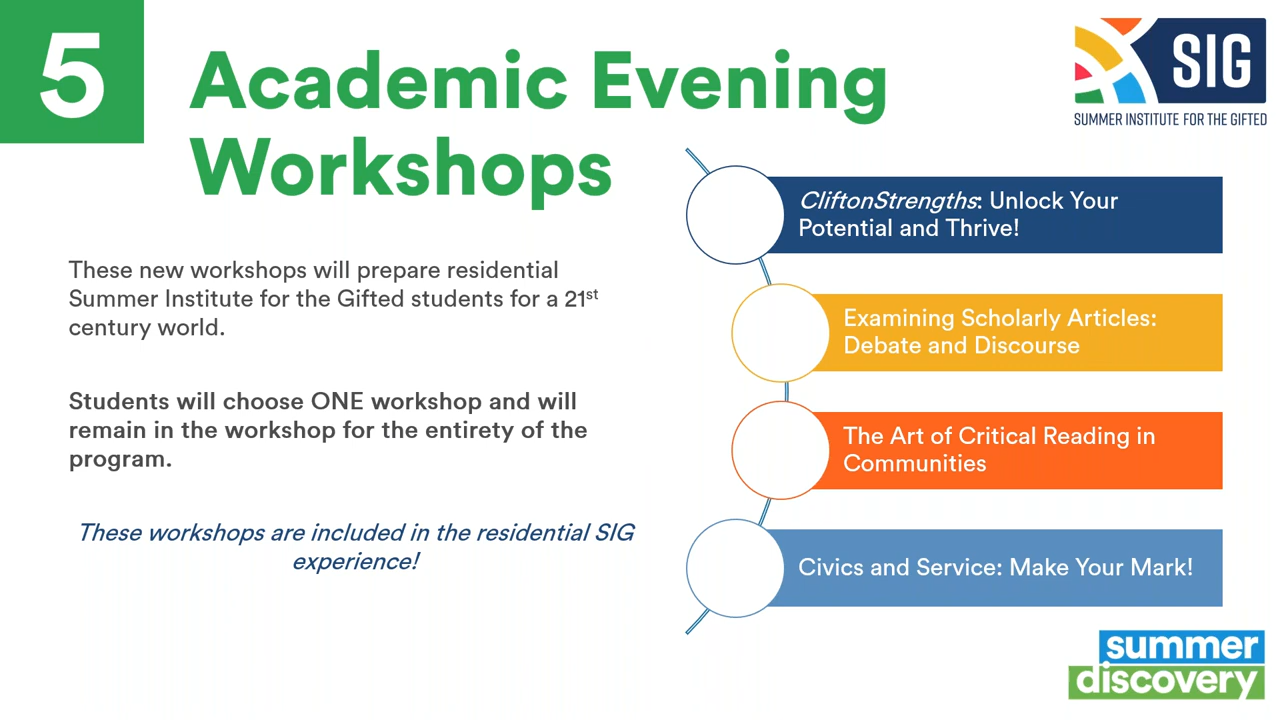 5
Academic Evening
Workshops
SIG
SUMMER INSTITUTE FOR THE GIFTED
These new workshops will prepare residential
Summer Institute for the Gifted students for a 21st
century world.
Students will choose ONE workshop and will
remain in the workshop for the entirety of the
program.
These workshops are included in the residential SIG
experience!
CliftonStrengths: Unlock Your
Potential and Thrive!
Examining Scholarly Articles:
Debate and Discourse
The Art of Critical Reading in
Communities
Civics and Service: Make Your Mark!
summer
discovery